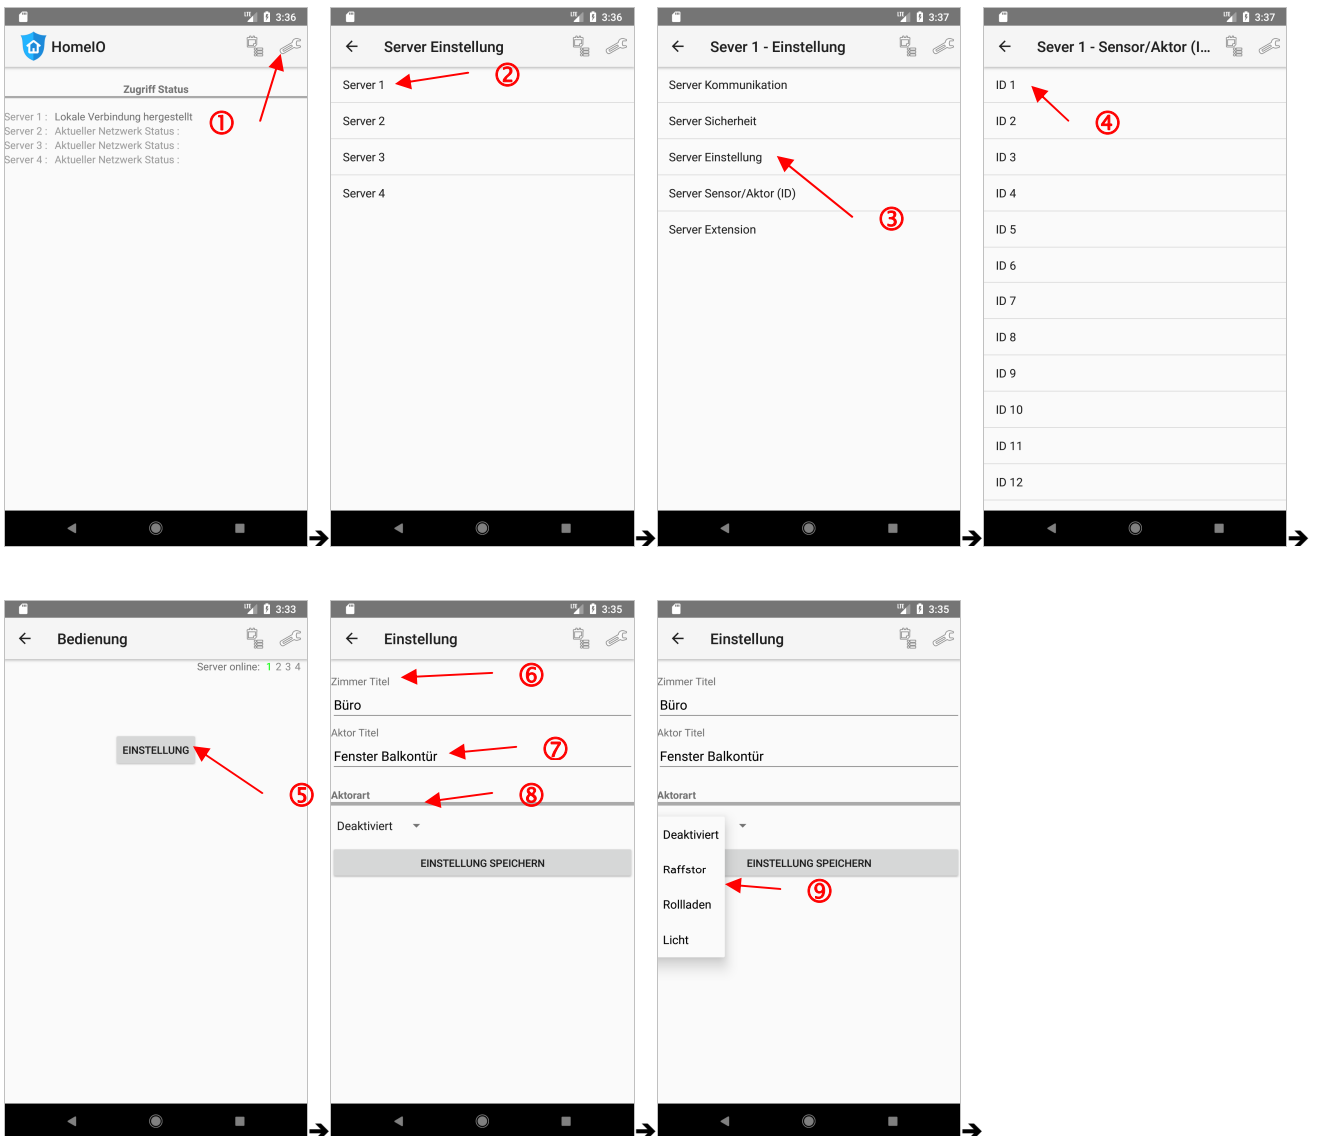 3:36
HomeIO
Zugriff Status
Server 1 : Lokale Verbindung hergestellt
Server 2 : Aktueller Netzwerk Status :
Server 3 : Aktueller Netzwerk Status :
Server 4 : Aktueller Netzwerk Status :
①
3:36
Server Einstellung
Server 1
②
Server 2
Server 3
Server 4
3:37
Sever 1 - Einstellung
Server Kommunikation
Server Sicherheit
Server Einstellung
Server Sensor/Aktor (ID)
③
Server Extension
3:37
Sever 1 - Sensor/Aktor (I...
ID 1
④
ID 2
ID 3
ID 4
ID 5
ID 6
ID 7
ID 8
ID 9
ID 10
ID 11
ID 12
LTE 3:33
Bedienung
Server online: 1 2 3 4
EINSTELLUNG
⑤
3:35
Einstellung
⑥
Zimmer Titel
Büro
Aktor Titel
Fenster Balkontür
⑦
Aktorart
⑧
Deaktiviert
EINSTELLUNG SPEICHERN
3:35
Einstellung
Zimmer Titel
Büro
Aktor Titel
Fenster Balkontür
Aktorart
Deaktiviert
EINSTELLUNG SPEICHERN
Raffstor
⑨
Rollladen
Licht